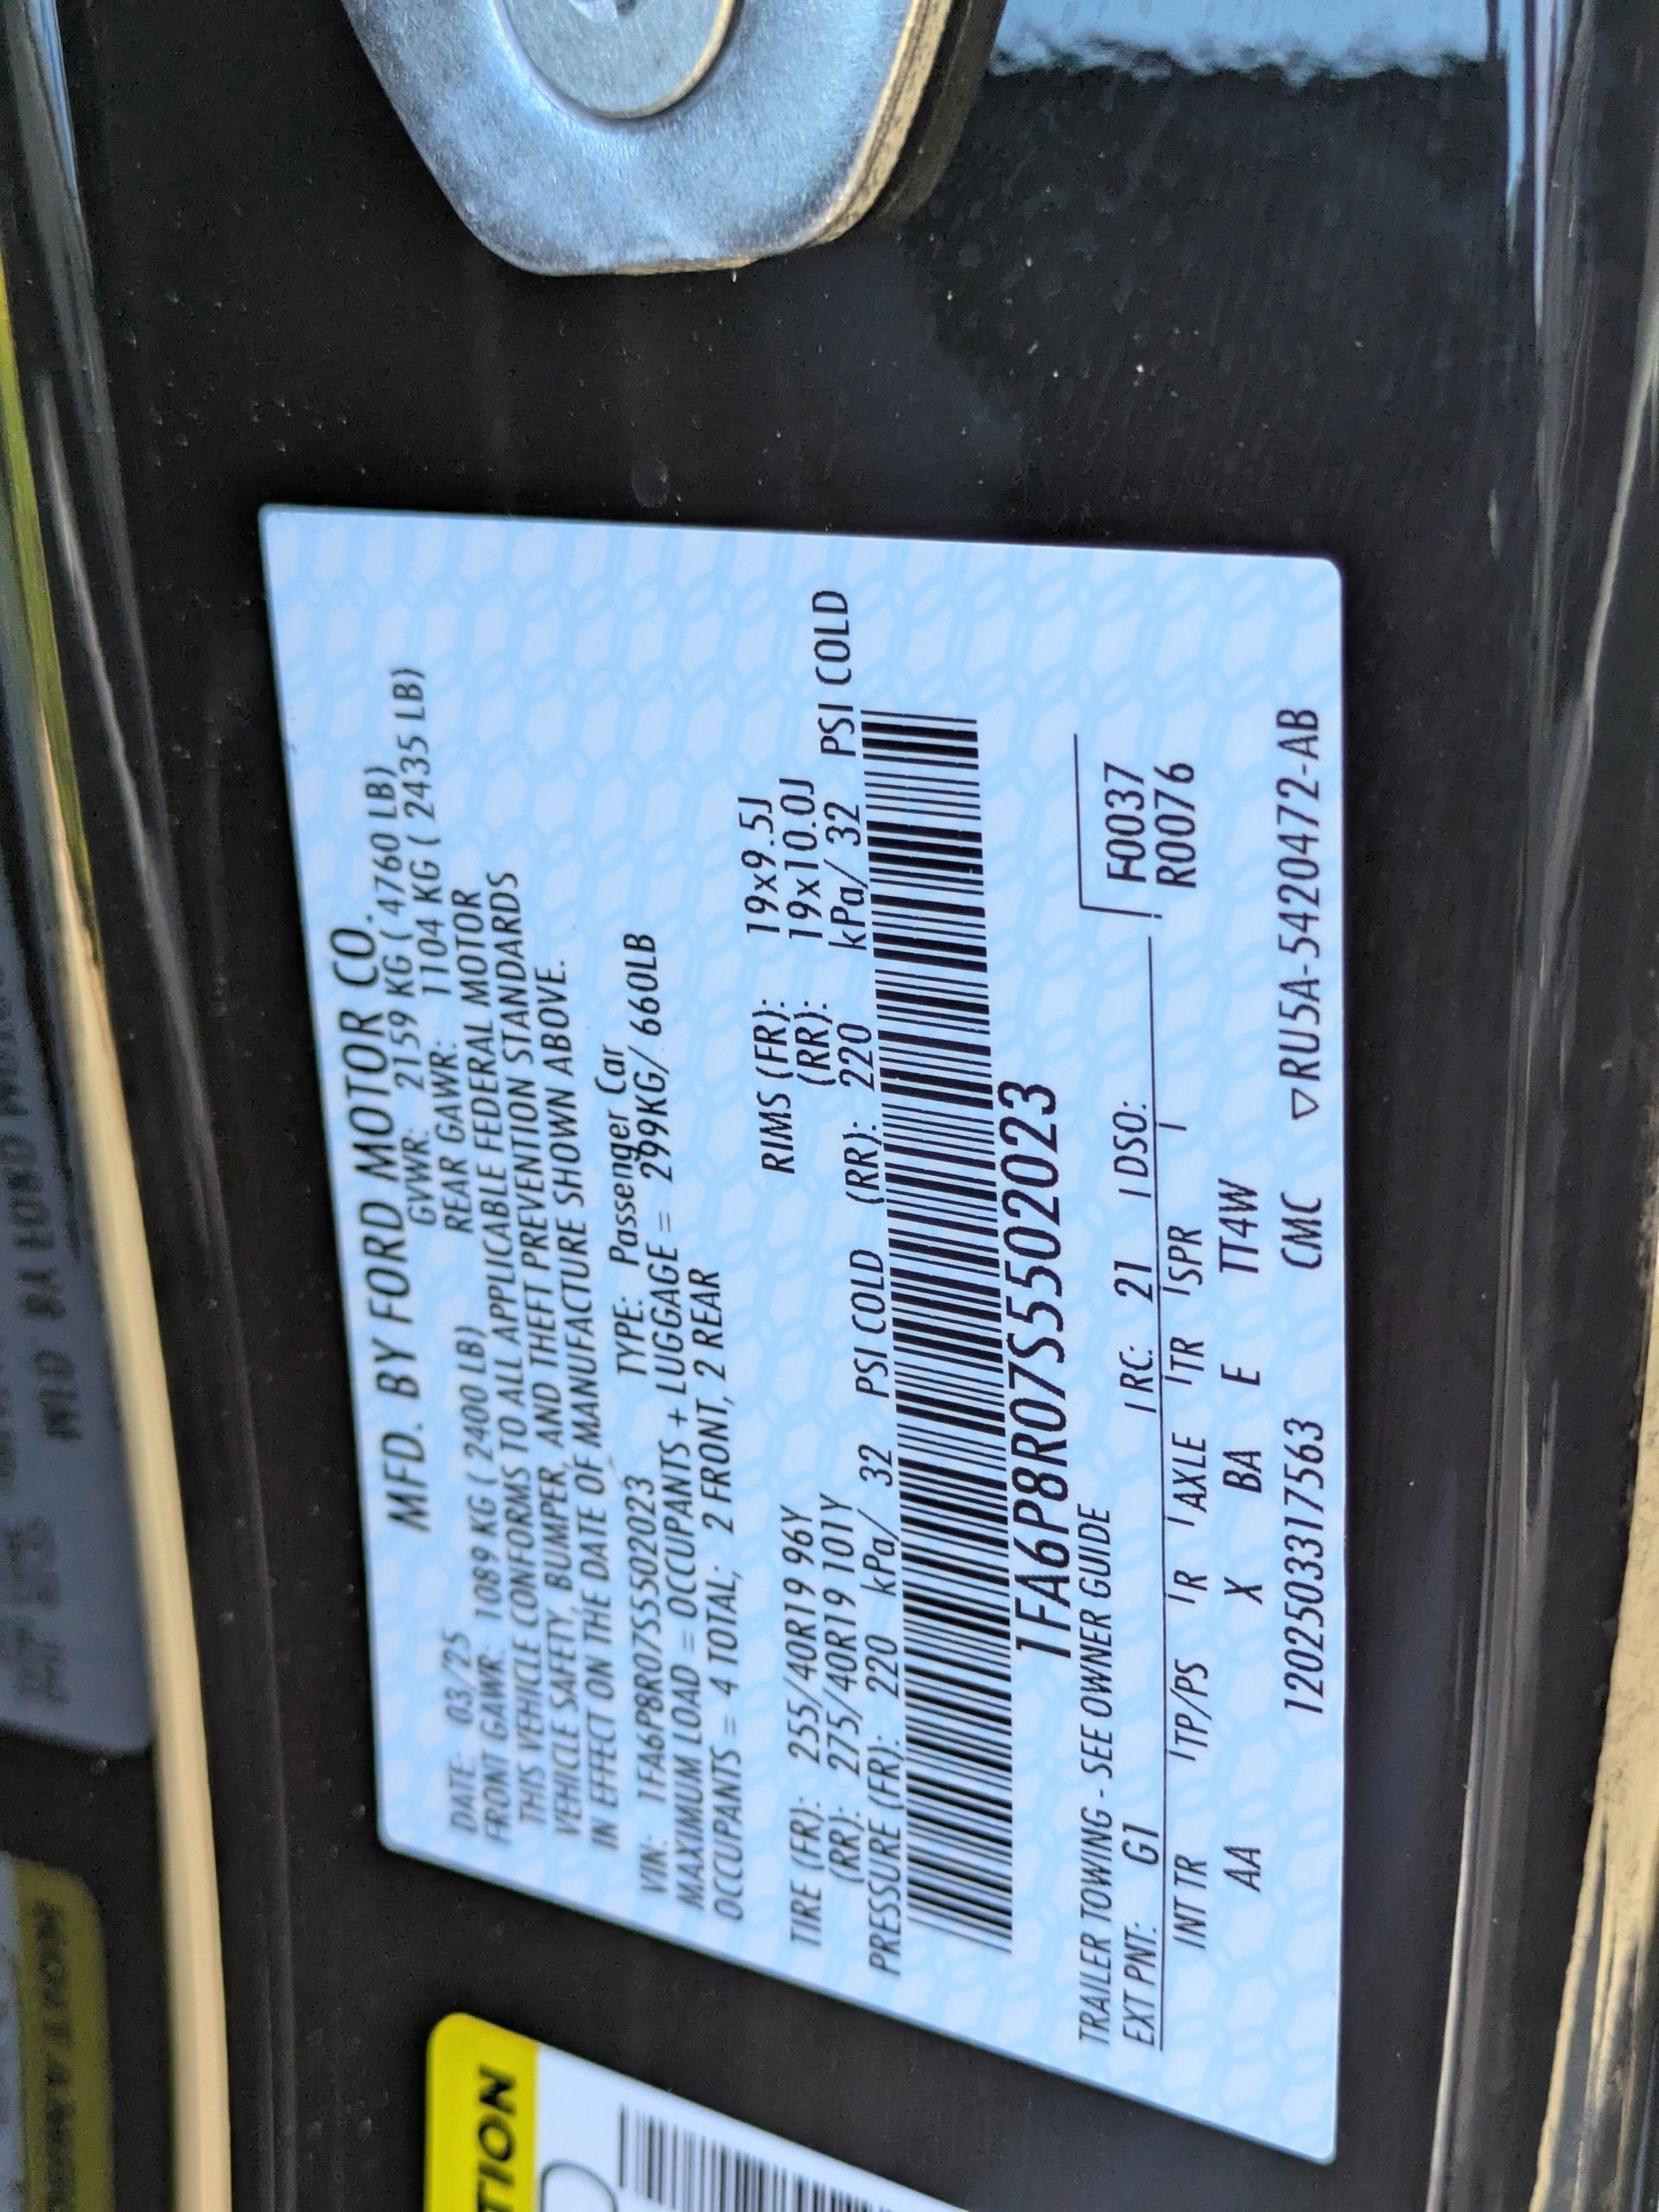 MFD. BY FORD MOTOR CO.
DATE: 03/25 GVWR: 2159 KG ( 4760 LB)
FRONT GAWR: 1089 KG ( 2400 LB) REAR GAWR: 1104 KG ( 2435 LB)
THIS VEHICLE CONFORMS TO ALL APPLICABLE FEDERAL MOTOR
VEHICLE SAFETY, BUMPER, AND THEFT PREVENTION STANDARDS
IN EFFECT ON THE DATE OF MANUFACTURE SHOWN ABOVE.
VIN: 1FA6P8R07S5502023 TYPE: Passenger Car
MAXIMUM LOAD = OCCUPANTS + LUGGAGE = 299KG/ 660LB
OCCUPANTS = 4 TOTAL; 2 FRONT, 2 REAR
TIRE (FR): 255/40R19 96Y RIMS (FR): 19x9.5J
(RR): 275/40R19 101Y (RR): 19x10.0J
PRESSURE (FR): 220 kPa/ 32 PSI COLD (RR): 220 kPa/ 32 PSI COLD
1FA6P8R07S5502023
TRAILER TOWING - SEE OWNER GUIDE
EXT PNT: G1 RC: 21 DSO: F0037
R0076
INT TR TP/PS R AXLE TR SPR
AA X BA E TT4W
120250331​7563 CMC ▽RU5A-5420472-AB
TION